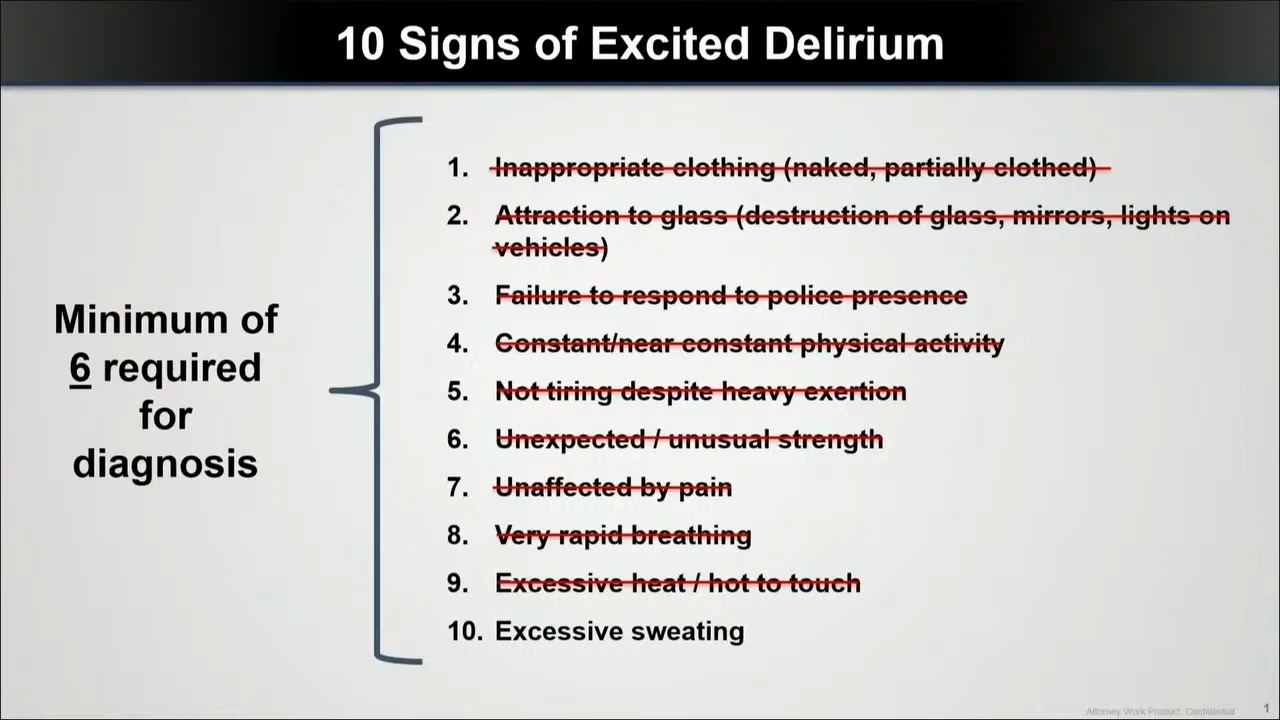 10 Signs of Excited Delirium
Minimum of
6 required
for
diagnosis
1. Inappropriate clothing (naked, partially clothed)
2. Attraction to glass (destruction of glass, mirrors, lights on
vehicles)
3. Failure to respond to police presence
4. Constant/near constant physical activity
5. Not tiring despite heavy exertion
6. Unexpected / unusual strength
7. Unaffected by pain
8. Very rapid breathing
9. Excessive heat / hot to touch
10. Excessive sweating
Attorney Work Product. Confidential
1